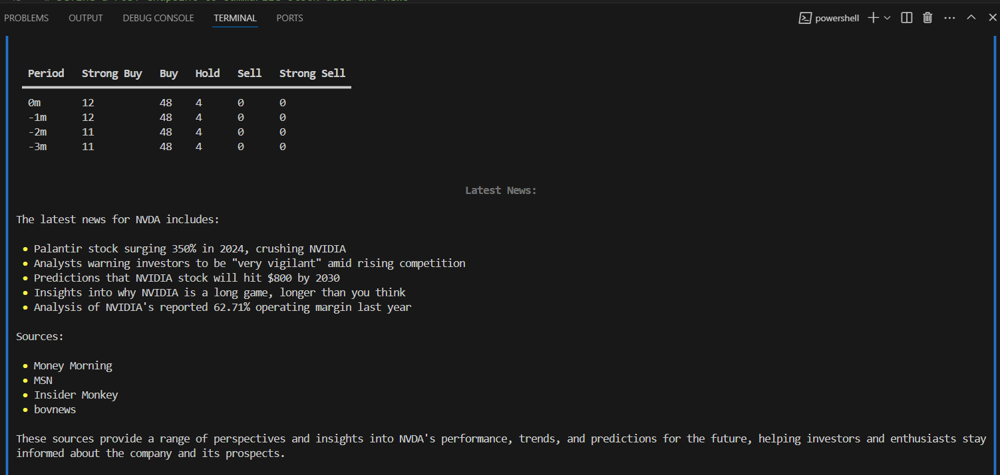 PROBLEMS OUTPUT DEBUG CONSOLE TERMINAL PORTS powershell
Period Strong Buy Buy Hold Sell Strong Sell
0m 12 48 4 0 0
-1m 12 48 4 0 0
-2m 11 48 4 0 0
-3m 11 48 4 0 0
Latest News:
The latest news for NVDA includes:
• Palantir stock surging 350% in 2024, crushing NVIDIA
• Analysts warning investors to be "very vigilant" amid rising competition
• Predictions that NVIDIA stock will hit $800 by 2030
• Insights into why NVIDIA is a long game, longer than you think
• Analysis of NVIDIA's reported 62.71% operating margin last year
Sources:
• Money Morning
• MSN
• Insider Monkey
• bovnews
These sources provide a range of perspectives and insights into NVDA's performance, trends, and predictions for the future, helping investors and enthusiasts stay
informed about the company and its prospects.